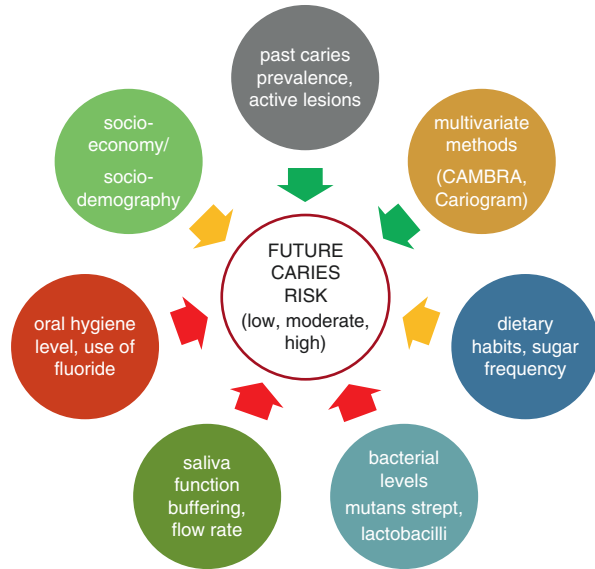 past caries
prevalence,
active lesions
multivariate
methods
(CAMBRA,
Cariogram)
dietary
habits, sugar
frequency
bacterial
levels
mutans strept,
lactobacilli
saliva
function
buffering,
flow rate
oral hygiene
level, use of
fluoride
socio-
economy/
socio-
demography
FUTURE
CARIES
RISK
(low, moderate,
high)